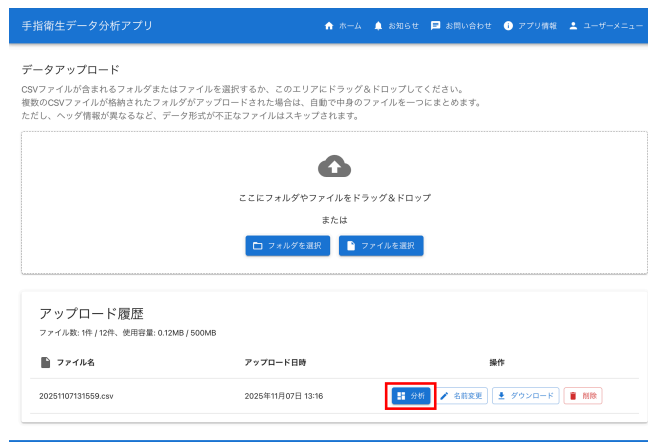 手指衛生データ分析アプリ ホーム お知らせ お問い合わせ アプリ情報 ユーザーメニュー
データアップロード
CSVファイルが含まれるフォルダまたはファイルを選択するか、このエリアにドラッグ＆ドロップしてください。
複数のCSVファイルが格納されたフォルダがアップロードされた場合は、自動で中身のファイルを一つにまとめます。
ただし、ヘッダ情報が異なるなど、データ形式が不正なファイルはスキップされます。
ここにフォルダやファイルをドラッグ＆ドロップ
または
フォルダを選択 ファイルを選択
アップロード履歴
ファイル数: 1件 / 12件、使用容量: 0.12MB / 500MB
ファイル名 アップロード日時 操作
20251107131559.csv 2025年11月07日 13:16 分析 名前変更 ダウンロード 削除